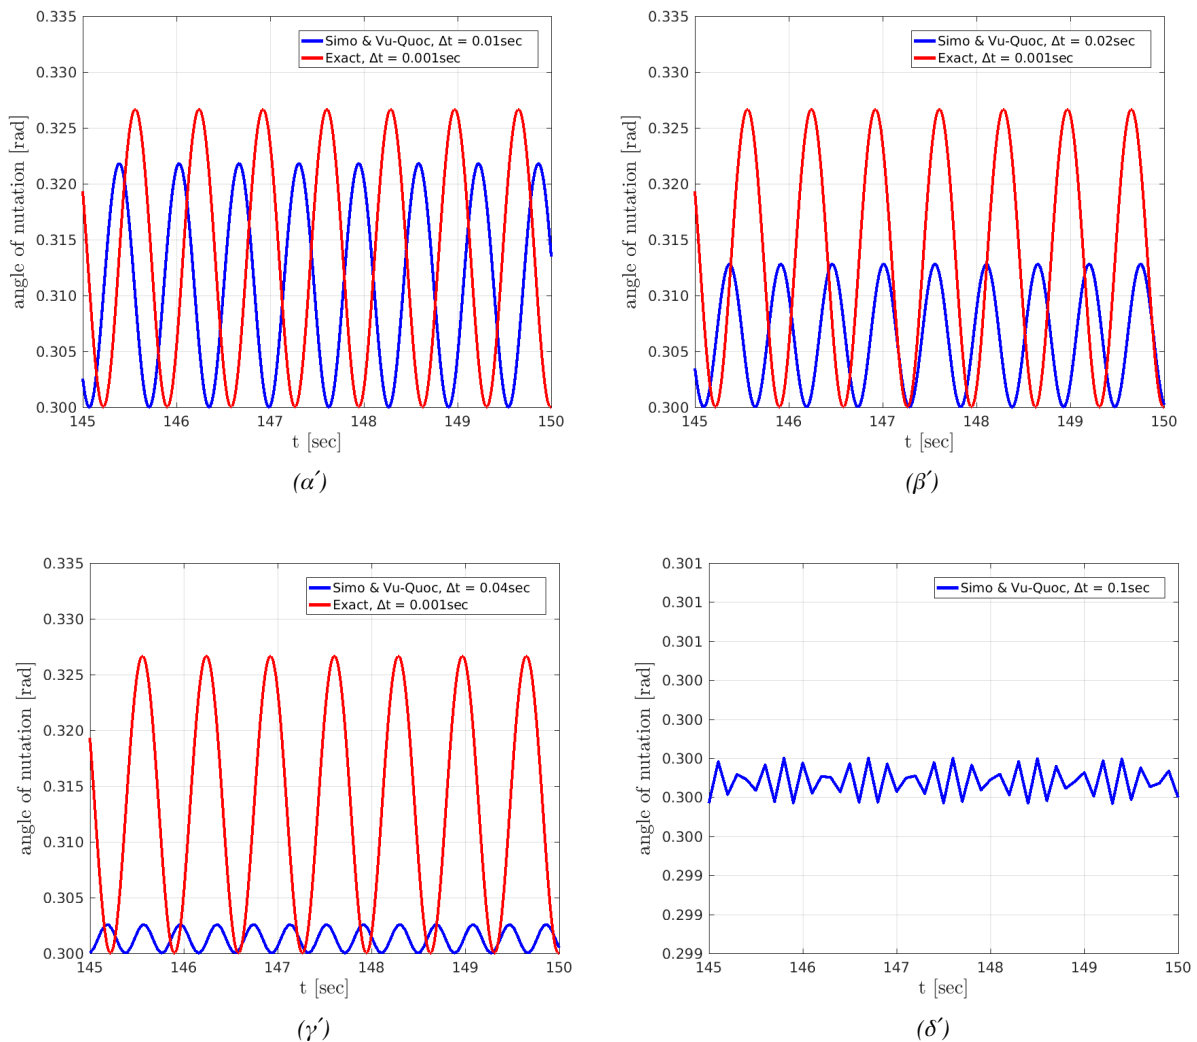 0.335
0.330
0.325
0.320
0.315
0.310
0.305
0.300
angle of nutation [rad]
Simo & Vu-Quoc, Δt = 0.01sec
Exact, Δt = 0.001sec
145 146 147 148 149 150
t [sec]
(α΄)
0.335
0.330
0.325
0.320
0.315
0.310
0.305
0.300
angle of nutation [rad]
Simo & Vu-Quoc, Δt = 0.02sec
Exact, Δt = 0.001sec
145 146 147 148 149 150
t [sec]
(β΄)
0.335
0.330
0.325
0.320
0.315
0.310
0.305
0.300
angle of nutation [rad]
Simo & Vu-Quoc, Δt = 0.04sec
Exact, Δt = 0.001sec
145 146 147 148 149 150
t [sec]
(γ΄)
0.301
0.301
0.301
0.300
0.300
0.300
0.300
0.300
0.299
0.299
0.299
angle of nutation [rad]
Simo & Vu-Quoc, Δt = 0.1sec
145 146 147 148 149 150
t [sec]
(δ΄)